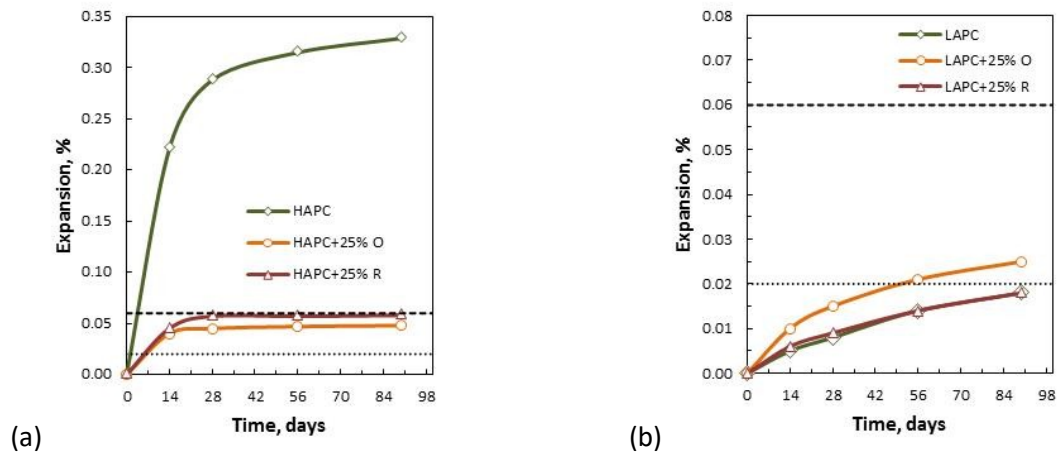 0.35
0.30
0.25
0.20
0.15
0.10
0.05
0.00
Expansion, %
HAPC
HAPC+25% O
HAPC+25% R
0 14 28 42 56 70 84 98
Time, days
(a)
0.08
0.07
0.06
0.05
0.04
0.03
0.02
0.01
0.00
Expansion, %
LAPC
LAPC+25% O
LAPC+25% R
0 14 28 42 56 70 84 98
Time, days
(b)